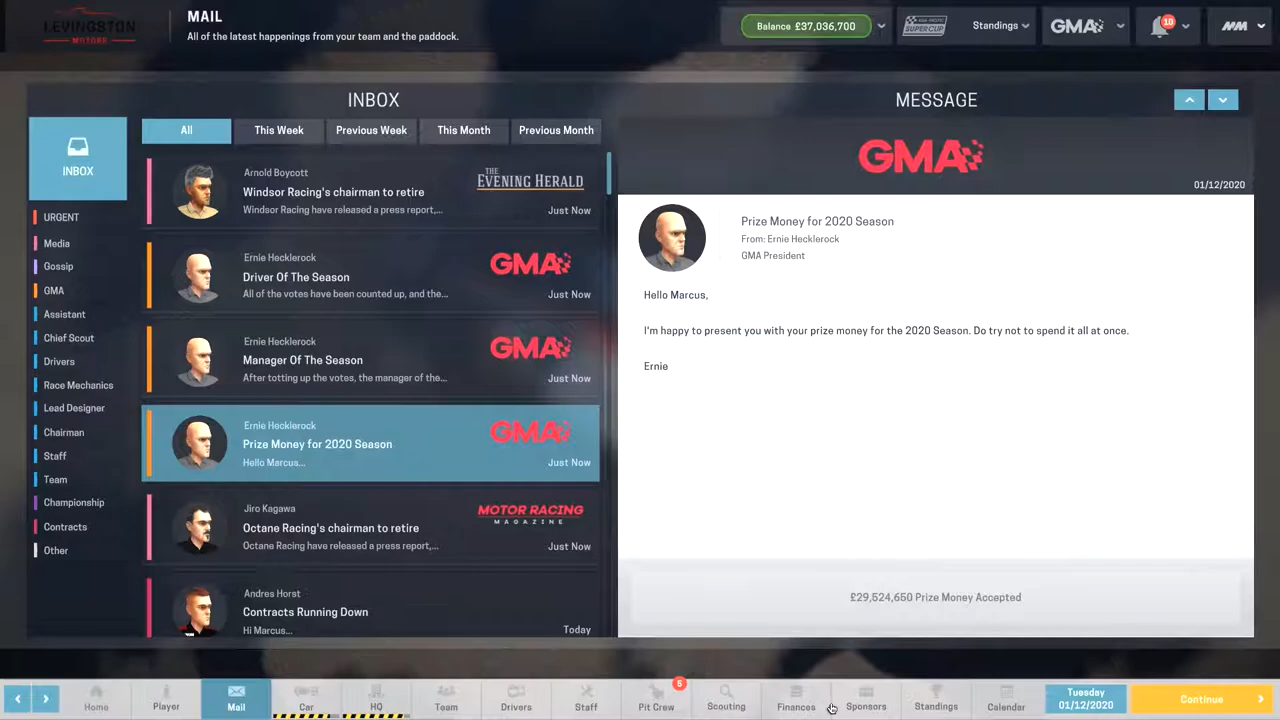 LEVINGSTON
MOTORS
MAIL
All of the latest happenings from your team and the paddock.
Balance £37,036,700
ASIA-PACIFIC
SUPER CUP
Standings
GMA
10
INBOX
MESSAGE
INBOX
All
This Week
Previous Week
This Month
Previous Month
URGENT
Media
Gossip
GMA
Assistant
Chief Scout
Drivers
Race Mechanics
Lead Designer
Chairman
Staff
Team
Championship
Contracts
Other
Arnold Boycott
Windsor Racing's chairman to retire
Windsor Racing have released a press report,...
THE
EVENING HERALD
Just Now
Ernie Hecklerock
Driver Of The Season
All of the votes have been counted up, and the...
GMA
Just Now
Ernie Hecklerock
Manager Of The Season
After totting up the votes, the manager of the...
GMA
Just Now
Ernie Hecklerock
Prize Money for 2020 Season
Hello Marcus...
GMA
Just Now
Jiro Kagawa
Octane Racing's chairman to retire
Octane Racing have released a press report,...
MOTOR RACING
MAGAZINE
Just Now
Andres Horst
Contracts Running Down
Hi Marcus...
Today
GMA
01/12/2020
Prize Money for 2020 Season
From: Ernie Hecklerock
GMA President
Hello Marcus,
I'm happy to present you with your prize money for the 2020 Season. Do try not to spend it all at once.
Ernie
£29,524,650 Prize Money Accepted
Home
Player
Mail
Car
HQ
Team
Drivers
Staff
5
Pit Crew
Scouting
Finances
Sponsors
Standings
Calendar
Tuesday
01/12/2020
Continue